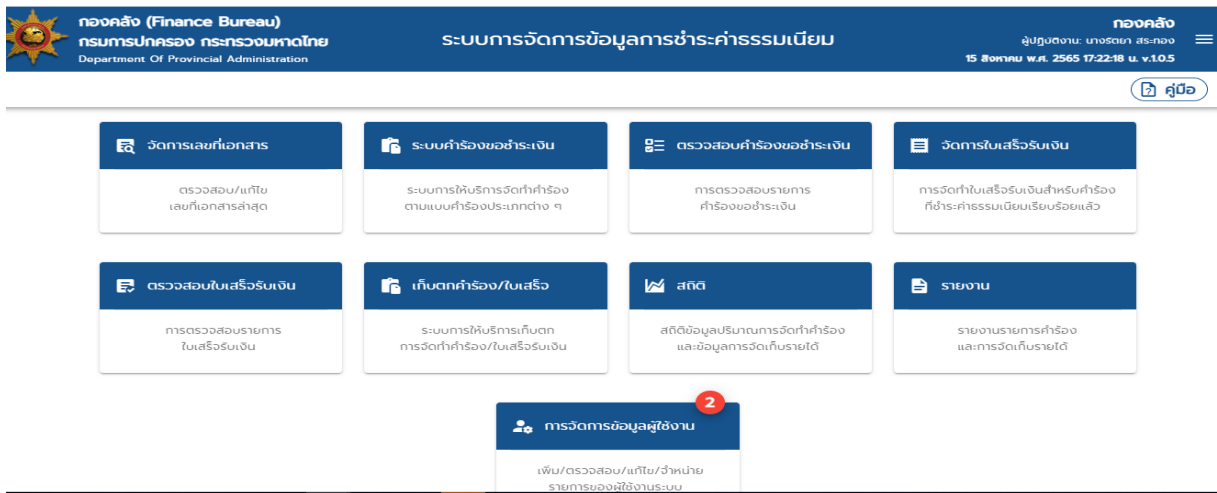 กองคลัง (Finance Bureau)
กรมการปกครอง กระทรวงมหาดไทย
Department Of Provincial Administration
ระบบการจัดการข้อมูลการชำระค่าธรรมเนียม
กองคลัง
ผู้ปฏิบัติงาน: นางรัตยา สระทอง
15 สิงหาคม พ.ศ. 2565 17:22:18 น. v.1.0.5
คู่มือ
จัดการเลขที่เอกสาร
ตรวจสอบ/แก้ไข
เลขที่เอกสารล่าสุด
ระบบคำร้องขอชำระเงิน
ระบบการให้บริการจัดทำคำร้อง
ตามแบบคำร้องประเภทต่าง ๆ
ตรวจสอบคำร้องขอชำระเงิน
การตรวจสอบรายการ
คำร้องขอชำระเงิน
จัดการใบเสร็จรับเงิน
การจัดทำใบเสร็จรับเงินสำหรับคำร้อง
ที่ชำระค่าธรรมเนียมเรียบร้อยแล้ว
ตรวจสอบใบเสร็จรับเงิน
การตรวจสอบรายการ
ใบเสร็จรับเงิน
เก็บตกคำร้อง/ใบเสร็จ
ระบบการให้บริการเก็บตก
การจัดทำคำร้อง/ใบเสร็จรับเงิน
สถิติ
สถิติข้อมูลปริมาณการจัดทำคำร้อง
และข้อมูลการจัดเก็บรายได้
รายงาน
รายงานรายการคำร้อง
และการจัดเก็บรายได้
2
การจัดการข้อมูลผู้ใช้งาน
เพิ่ม/ตรวจสอบ/แก้ไข/จำหน่าย
รายการของผู้ใช้งานระบบ